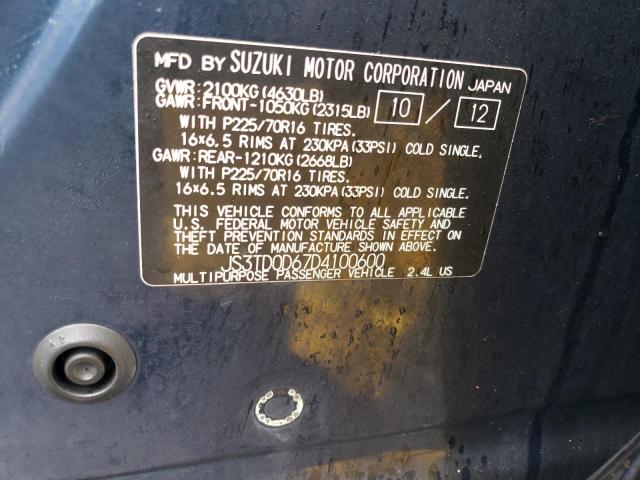 MFD BY SUZUKI MOTOR CORPORATION JAPAN
GVWR:2100KG(4630LB)
GAWR:FRONT-1050KG(2315LB) 10 / 12
WITH P225/70R16 TIRES.
16×6.5 RIMS AT 230KPA(33PSI) COLD SINGLE.
GAWR:REAR-1210KG(2668LB)
WITH P225/70R16 TIRES.
16×6.5 RIMS AT 230KPA(33PSI) COLD SINGLE.
THIS VEHICLE CONFORMS TO ALL APPLICABLE
U.S. FEDERAL MOTOR VEHICLE SAFETY AND
THEFT PREVENTION STANDARDS IN EFFECT ON
THE DATE OF MANUFACTURE SHOWN ABOVE.
JS3TD0D67D4100600
MULTIPURPOSE PASSENGER VEHICLE 2.4L US